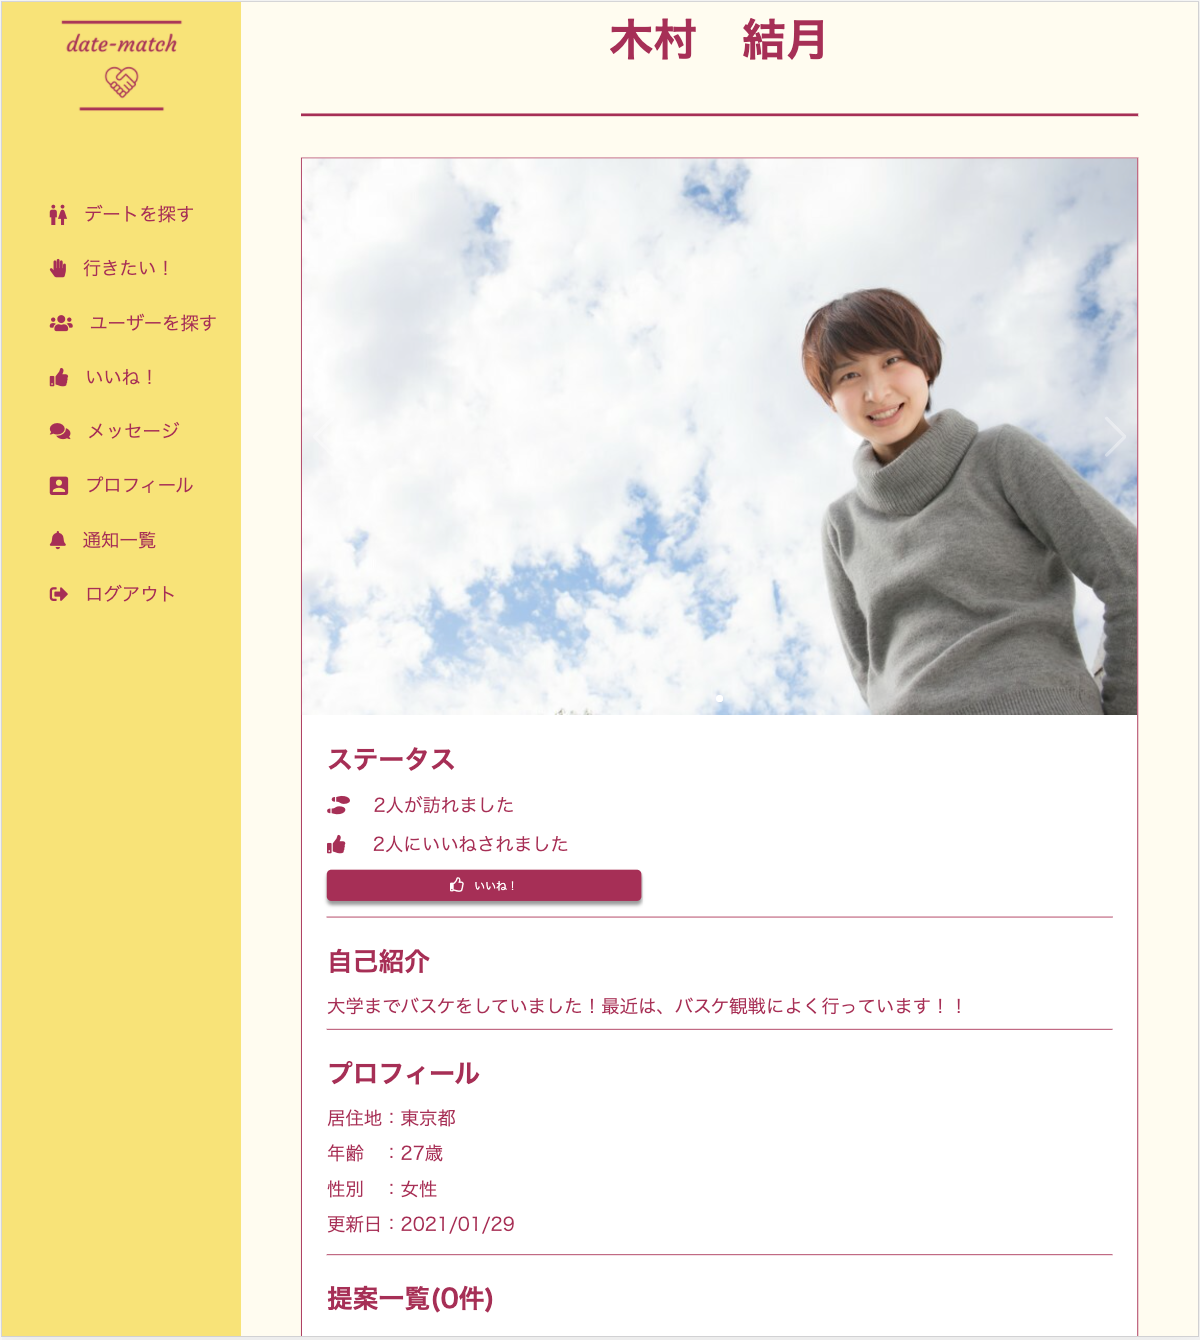 date-match
デートを探す
行きたい！
ユーザーを探す
いいね！
メッセージ
プロフィール
通知一覧
ログアウト
木村　結月
ステータス
2人が訪れました
2人にいいねされました
いいね！
自己紹介
大学までバスケをしていました！最近は、バスケ観戦によく行っています！！
プロフィール
居住地：東京都
年齢　：27歳
性別　：女性
更新日：2021/01/29
提案一覧(0件)